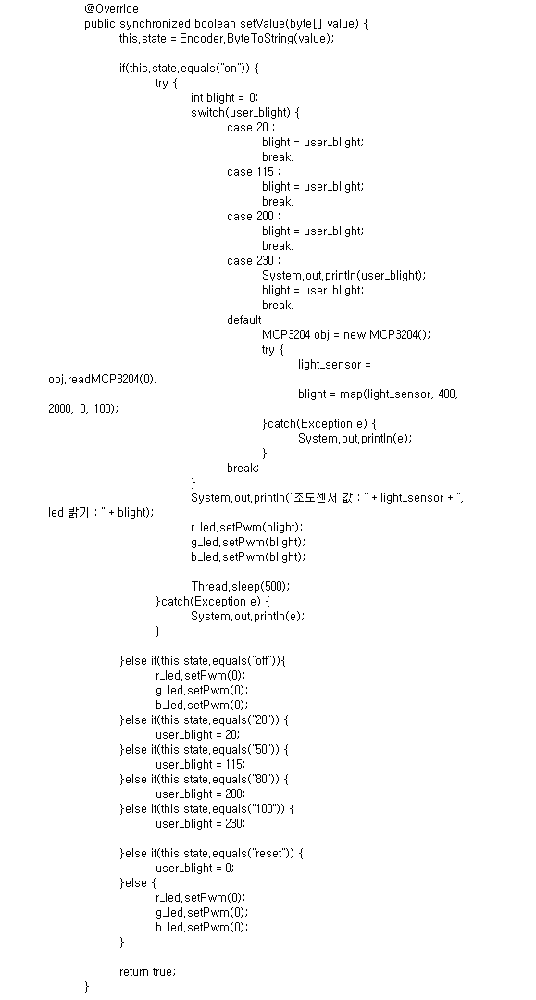 @Override
public synchronized boolean setValue(byte[] value) {
this.state = Encoder.ByteToString(value);
if(this.state.equals("on")) {
try {
int blight = 0;
switch(user_blight) {
case 20 :
blight = user_blight;
break;
case 115 :
blight = user_blight;
break;
case 200 :
blight = user_blight;
break;
case 230 :
System.out.println(user_blight);
blight = user_blight;
break;
default :
MCP3204 obj = new MCP3204();
try {
light_sensor =
obj.readMCP3204(0);
blight = map(light_sensor, 400,
2000, 0, 100);
}catch(Exception e) {
System.out.println(e);
}
break;
}
System.out.println("조도센서 값 : " + light_sensor + ",
led 밝기 : " + blight);
r_led.setPwm(blight);
g_led.setPwm(blight);
b_led.setPwm(blight);
Thread.sleep(500);
}catch(Exception e) {
System.out.println(e);
}
}else if(this.state.equals("off")){
r_led.setPwm(0);
g_led.setPwm(0);
b_led.setPwm(0);
}else if(this.state.equals("20")) {
user_blight = 20;
}else if(this.state.equals("50")) {
user_blight = 115;
}else if(this.state.equals("80")) {
user_blight = 200;
}else if(this.state.equals("100")) {
user_blight = 230;
}else if(this.state.equals("reset")) {
user_blight = 0;
}else {
r_led.setPwm(0);
g_led.setPwm(0);
b_led.setPwm(0);
}
return true;
}